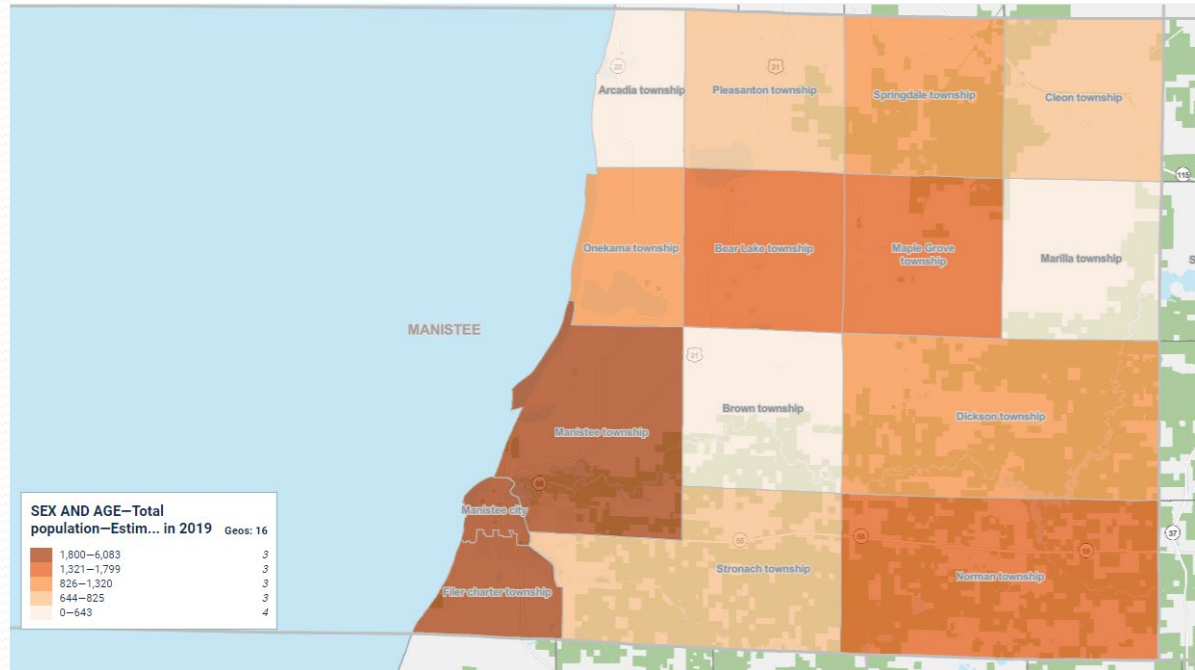 22
31
Arcadia township
Pleasanton township
Springdale township
Cleon township
115
Onekama township
Bear Lake township
Maple Grove
township
Marilla township
S
MANISTEE
31
Brown township
Dickson township
Manistee township
55
Manistee city
37
55
Stronach township
Norman township
Filer charter township
SEX AND AGE—Total
population—Estim... in 2019 Geos: 16
1,800—6,083 3
1,321—1,799 3
826—1,320 3
644—825 3
0—643 4